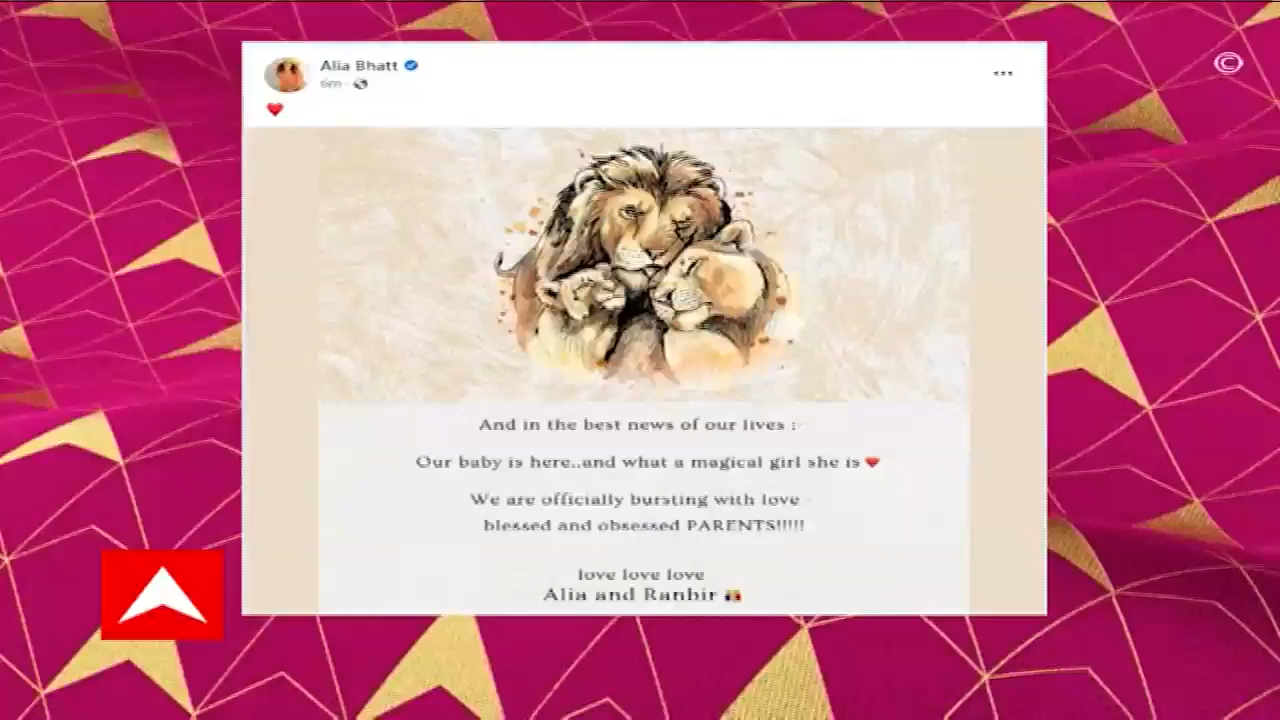 Alia Bhatt
6m
©
And in the best news of our lives :-
Our baby is here..and what a magical girl she is ❤️
We are officially bursting with love -
blessed and obsessed PARENTS!!!!!
love love love
Alia and Ranbir